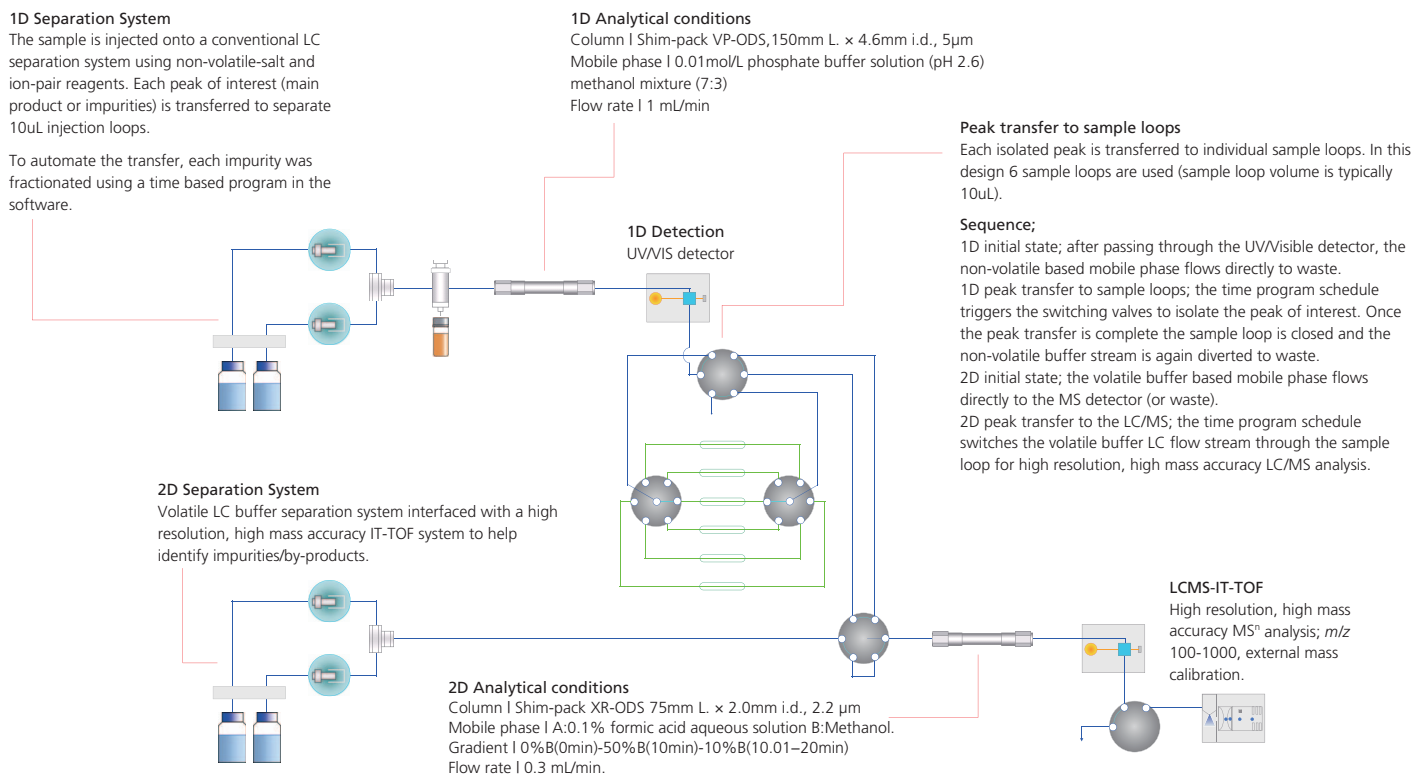 1D Separation System
The sample is injected onto a conventional LC
separation system using non-volatile-salt and
ion-pair reagents. Each peak of interest (main
product or impurities) is transferred to separate
10uL injection loops.
To automate the transfer, each impurity was
fractionated using a time based program in the
software.
1D Analytical conditions
Column l Shim-pack VP-ODS,150mm L. × 4.6mm i.d., 5μm
Mobile phase l 0.01mol/L phosphate buffer solution (pH 2.6)
methanol mixture (7:3)
Flow rate l 1 mL/min
1D Detection
UV/VIS detector
Peak transfer to sample loops
Each isolated peak is transferred to individual sample loops. In this
design 6 sample loops are used (sample loop volume is typically
10uL).
Sequence;
1D initial state; after passing through the UV/Visible detector, the
non-volatile based mobile phase flows directly to waste.
1D peak transfer to sample loops; the time program schedule
triggers the switching valves to isolate the peak of interest. Once
the peak transfer is complete the sample loop is closed and the
non-volatile buffer stream is again diverted to waste.
2D initial state; the volatile buffer based mobile phase flows
directly to the MS detector (or waste).
2D peak transfer to the LC/MS; the time program schedule
switches the volatile buffer LC flow stream through the sample
loop for high resolution, high mass accuracy LC/MS analysis.
2D Separation System
Volatile LC buffer separation system interfaced with a high
resolution, high mass accuracy IT-TOF system to help
identify impurities/by-products.
2D Analytical conditions
Column l Shim-pack XR-ODS 75mm L. × 2.0mm i.d., 2.2 μm
Mobile phase l A:0.1% formic acid aqueous solution B:Methanol.
Gradient l 0%B(0min)-50%B(10min)-10%B(10.01–20min)
Flow rate l 0.3 mL/min.
LCMS-IT-TOF
High resolution, high mass
accuracy MSⁿ analysis; m/z
100-1000, external mass
calibration.